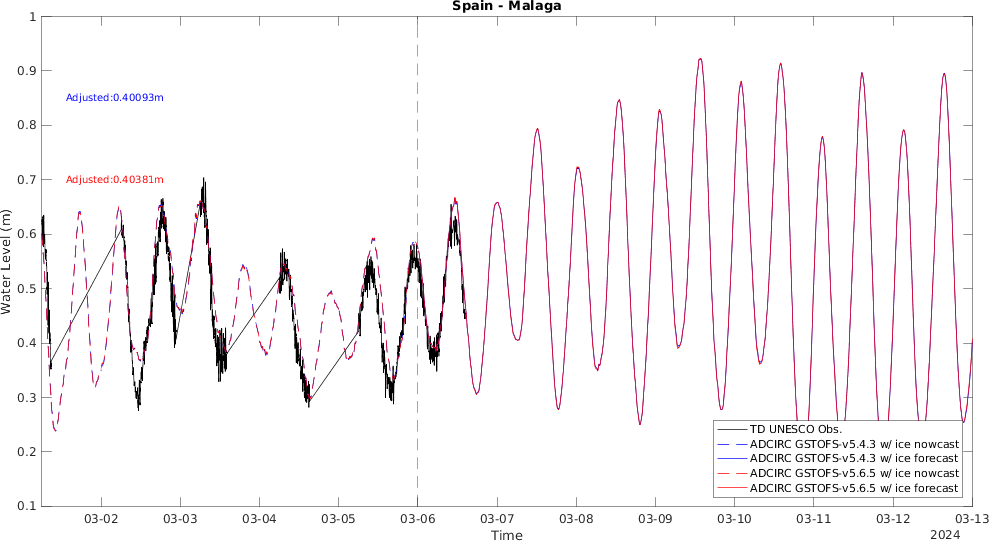 Spain - Malaga
1
0.9
0.8
0.7
0.6
0.5
0.4
0.3
0.2
0.1
Water Level (m)
Adjusted:0.40093m
Adjusted:0.40381m
TD UNESCO Obs.
ADCIRC GSTOFS-v5.4.3 w/ ice nowcast
ADCIRC GSTOFS-v5.4.3 w/ ice forecast
ADCIRC GSTOFS-v5.6.5 w/ ice nowcast
ADCIRC GSTOFS-v5.6.5 w/ ice forecast
03-02 03-03 03-04 03-05 03-06 03-07 03-08 03-09 03-10 03-11 03-12 03-13
Time
2024